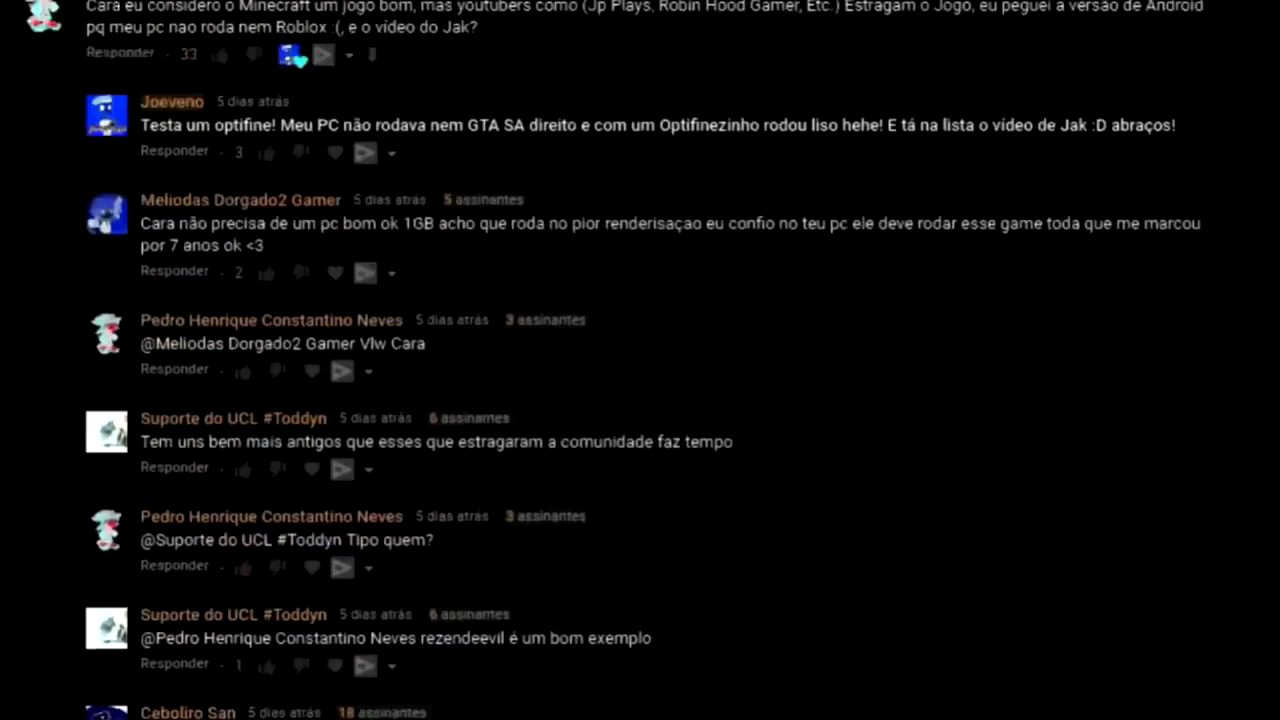 Cara eu considero o Minecraft um jogo bom, mas youtubers como (Jp Plays, Robin Hood Gamer, Etc.) Estragam o Jogo, eu peguei a versão de Android
pq meu pc nao roda nem Roblox :(, e o vídeo do Jak?
Responder · 33
Joeveno 5 dias atrás
Testa um optifine! Meu PC não rodava nem GTA SA direito e com um Optifinezinho rodou liso hehe! E tá na lista o vídeo de Jak :D abraços!
Responder · 3
Meliodas Dorgado2 Gamer 5 dias atrás 5 assinantes
Cara não precisa de um pc bom ok 1GB acho que roda no pior renderisaçao eu confio no teu pc ele deve rodar esse game toda que me marcou
por 7 anos ok <3
Responder · 2
Pedro Henrique Constantino Neves 5 dias atrás 3 assinantes
@Meliodas Dorgado2 Gamer Vlw Cara
Responder ·
Suporte do UCL #Toddyn 5 dias atrás 6 assinantes
Tem uns bem mais antigos que esses que estragaram a comunidade faz tempo
Responder ·
Pedro Henrique Constantino Neves 5 dias atrás 3 assinantes
@Suporte do UCL #Toddyn Tipo quem?
Responder ·
Suporte do UCL #Toddyn 5 dias atrás 6 assinantes
@Pedro Henrique Constantino Neves rezendeevil é um bom exemplo
Responder · 1
Ceboliro San 5 dias atrás 18 assinantes